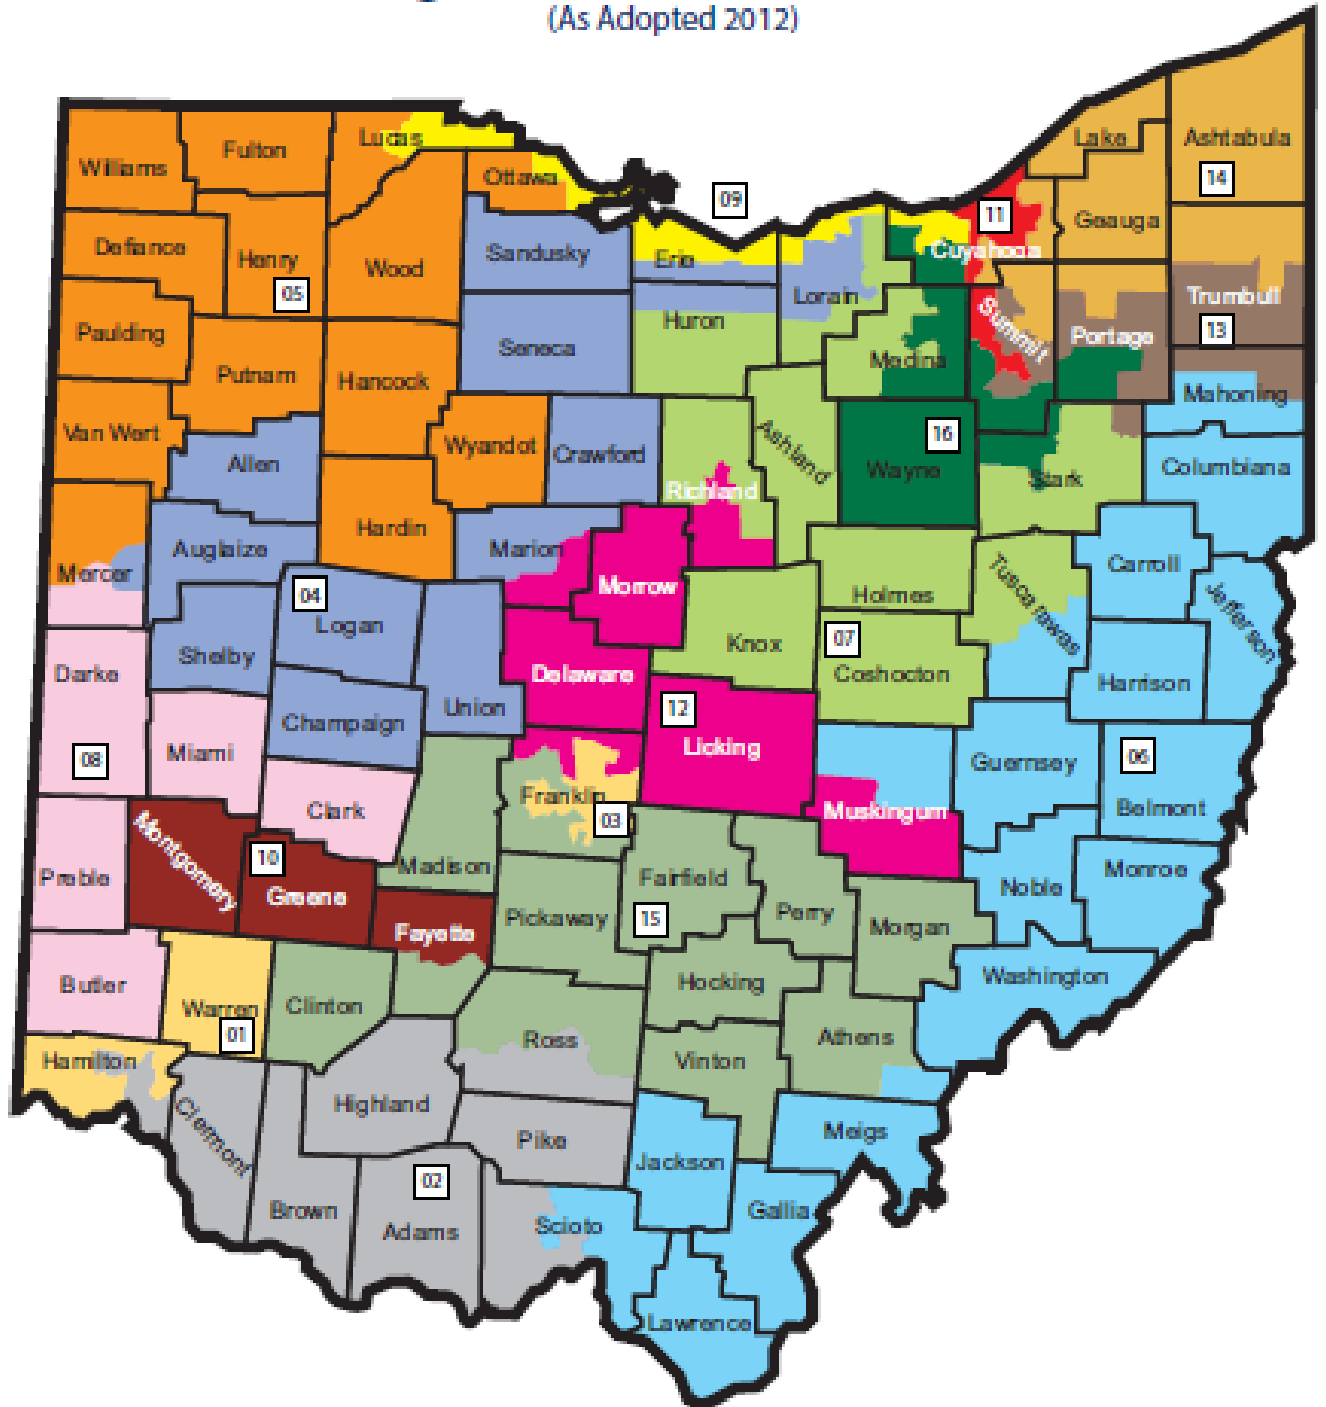 (As Adopted 2012)
Lake
Ashtabula
Lucas
Fulton
Williams
Ottawa
14
09
11
Geauga
Defiance
Henry
Wood
Sandusky
Erie
Cuyahoga
05
Lorain
Trumbull
Paulding
Huron
Summit
Portage
13
Seneca
Medina
Putnam
Hancock
Mahoning
Van Wert
Wyandot
Crawford
Ashland
16
Allen
Wayne
Stark
Columbiana
Richland
Hardin
Auglaize
Marion
Mercer
Morrow
Carroll
Tuscarawas
Jefferson
04
Logan
Holmes
Knox
07
Shelby
Darke
Delaware
Coshocton
Harrison
Union
12
Champaign
Miami
Licking
08
Guernsey
06
Franklin
Clark
03
Muskingum
Belmont
Montgomery
10
Madison
Preble
Greene
Fairfield
Noble
Monroe
Pickaway
15
Perry
Morgan
Fayette
Butler
Warren
Clinton
Hocking
Washington
01
Hamilton
Ross
Vinton
Athens
Highland
Clermont
Pike
Meigs
Jackson
02
Brown
Adams
Scioto
Gallia
Lawrence